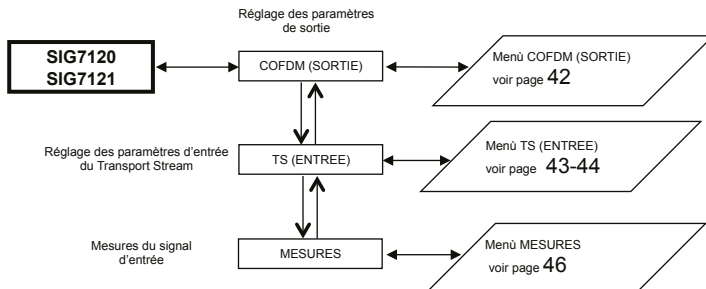 Réglage des paramètres
de sortie
SIG7120
SIG7121
COFDM (SORTIE)
Menù COFDM (SORTIE)
voir page 42
Réglage des paramètres d'entrée
du Transport Stream
TS (ENTREE)
Menù TS (ENTREE)
voir page 43-44
Mesures du signal
d'entrée
MESURES
Menù MESURES
voir page 46